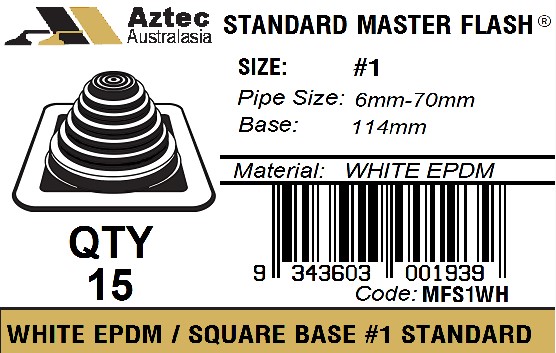 Aztec
Australasia
STANDARD MASTER FLASH®
SIZE: #1
Pipe Size: 6mm-70mm
Base: 114mm
Material: WHITE EPDM
QTY
15
9 343603 001939
Code: MFS1WH
WHITE EPDM / SQUARE BASE #1 STANDARD